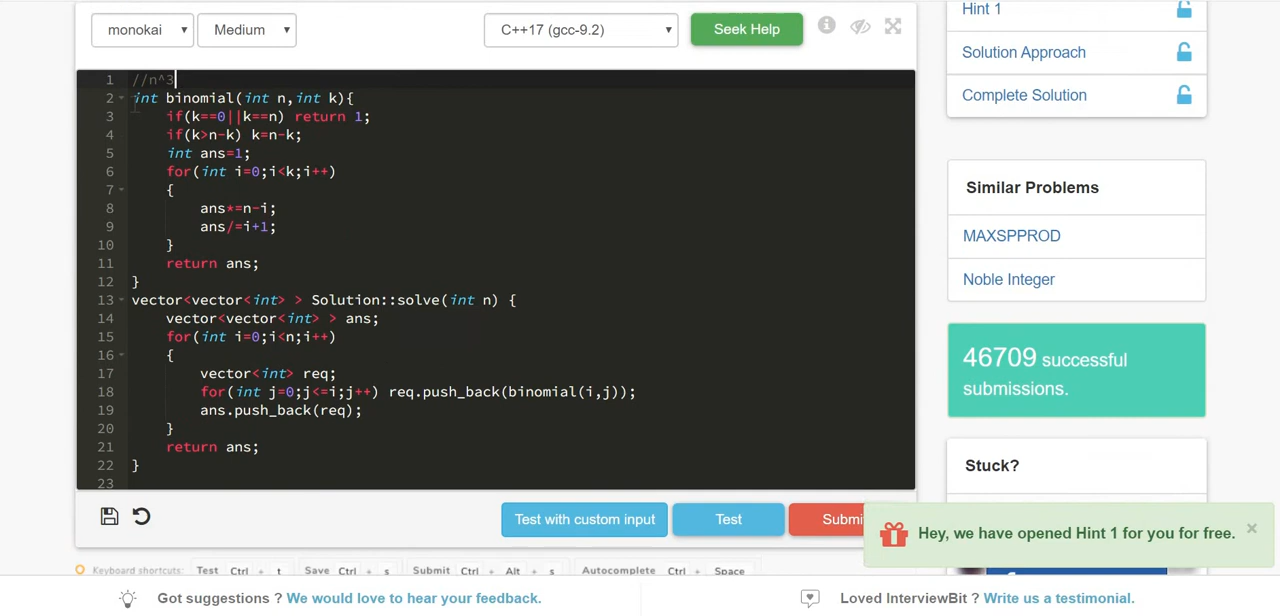 monokai
Medium
C++17 (gcc-9.2)
Seek Help
1 //n^3
2 int binomial(int n,int k){
3 if(k==0||k==n) return 1;
4 if(k>n-k) k=n-k;
5 int ans=1;
6 for(int i=0;i<k;i++)
7 {
8 ans*=n-i;
9 ans/=i+1;
10 }
11 return ans;
12 }
13 vector<vector<int> > Solution::solve(int n) {
14 vector<vector<int> > ans;
15 for(int i=0;i<n;i++)
16 {
17 vector<int> req;
18 for(int j=0;j<=i;j++) req.push_back(binomial(i,j));
19 ans.push_back(req);
20 }
21 return ans;
22 }
23
Test with custom input
Test
Submi
Keyboard shortcuts: Test Ctrl + t Save Ctrl + s Submit Ctrl + Alt + s Autocomplete Ctrl + Space
Hint 1
Solution Approach
Complete Solution
Similar Problems
MAXSPPROD
Noble Integer
46709 successful
submissions.
Stuck?
Hey, we have opened Hint 1 for you for free.
Got suggestions ? We would love to hear your feedback.
Loved InterviewBit ? Write us a testimonial.